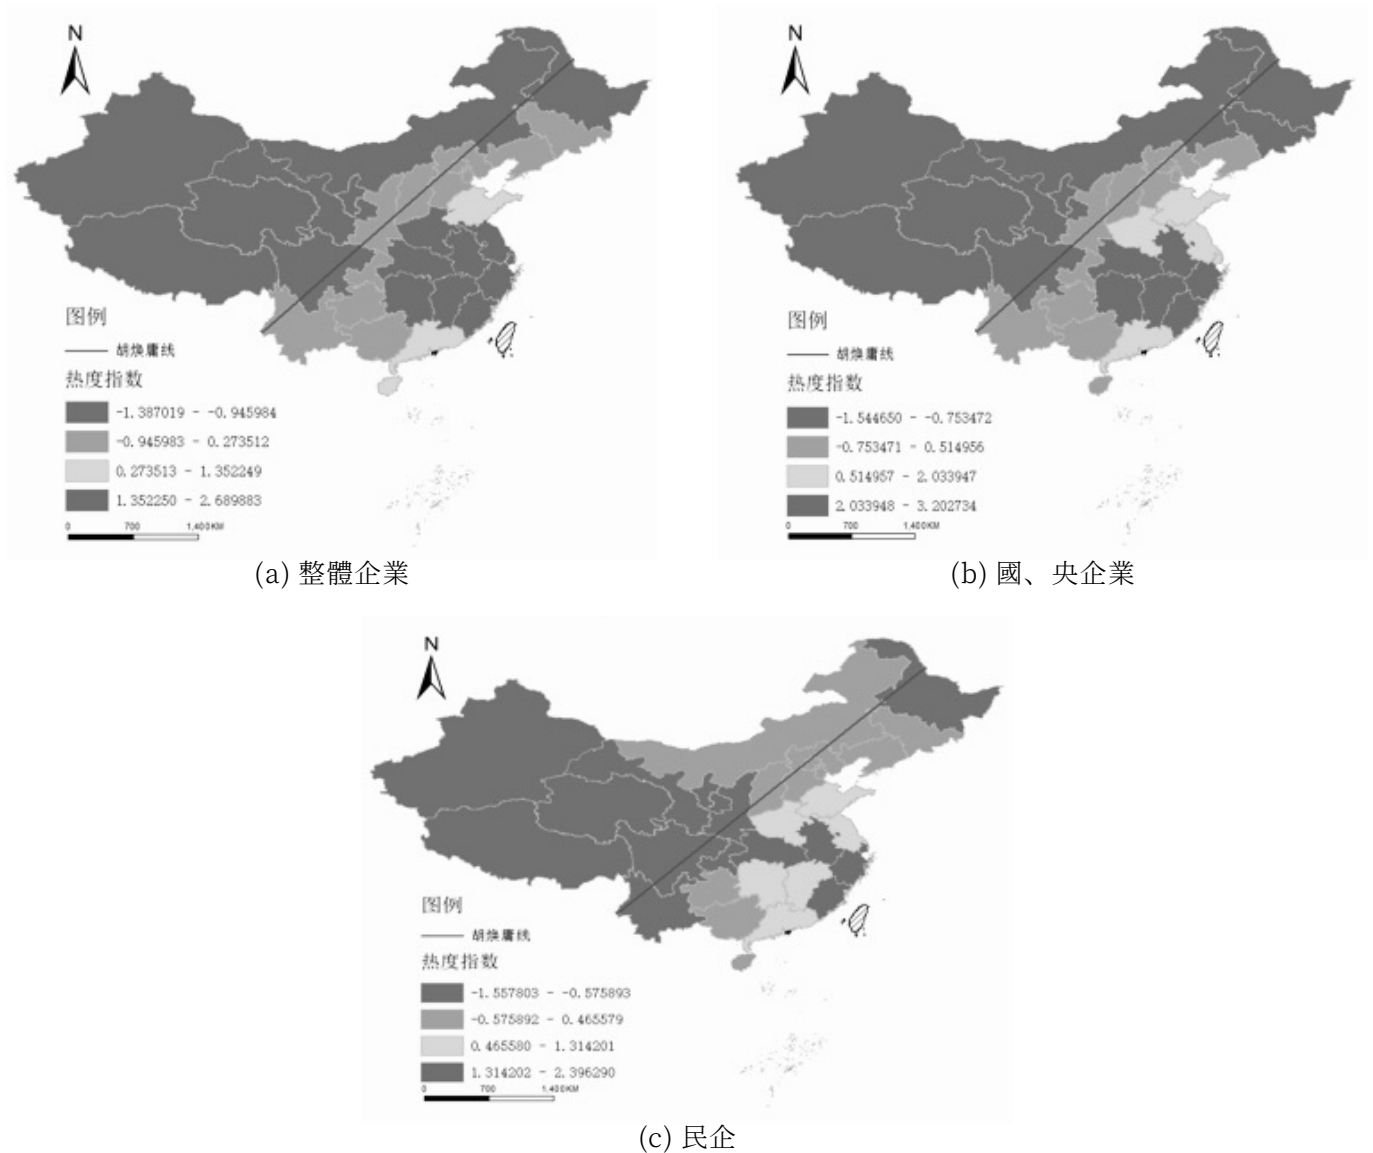 N
图例
胡焕庸线
热度指数
-1.387019 - -0.945984
-0.945983 - 0.273512
0.273513 - 1.352249
1.352250 - 2.689883
0 700 1,400KM
(a) 整體企業
N
图例
胡焕庸线
热度指数
-1.544650 - -0.753472
-0.753471 - 0.514956
0.514957 - 2.033947
2.033948 - 3.202734
0 700 1,400KM
(b) 國、央企業
N
图例
胡焕庸线
热度指数
-1.557803 - -0.575893
-0.575892 - 0.465579
0.465580 - 1.314201
1.314202 - 2.396290
0 700 1,400KM
(c) 民企